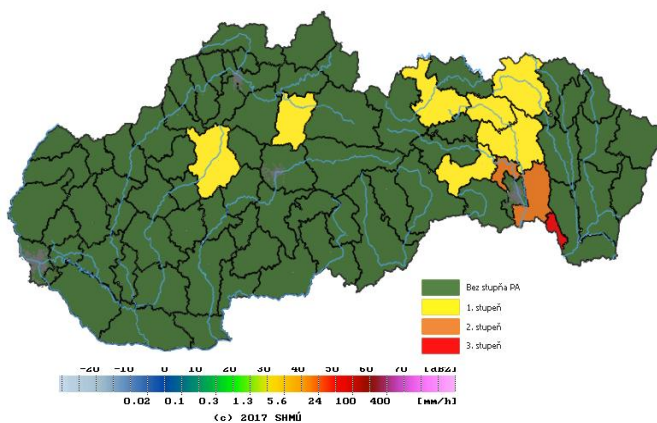 Bez stupňa PA
1. stupeň
2. stupeň
3. stupeň
-20 -10 0 10 20 30 40 50 60 70 [dBZ]
0.02 0.1 0.3 1.3 5.6 24 100 400 [mm/h]
(c) 2017 SHMÚ